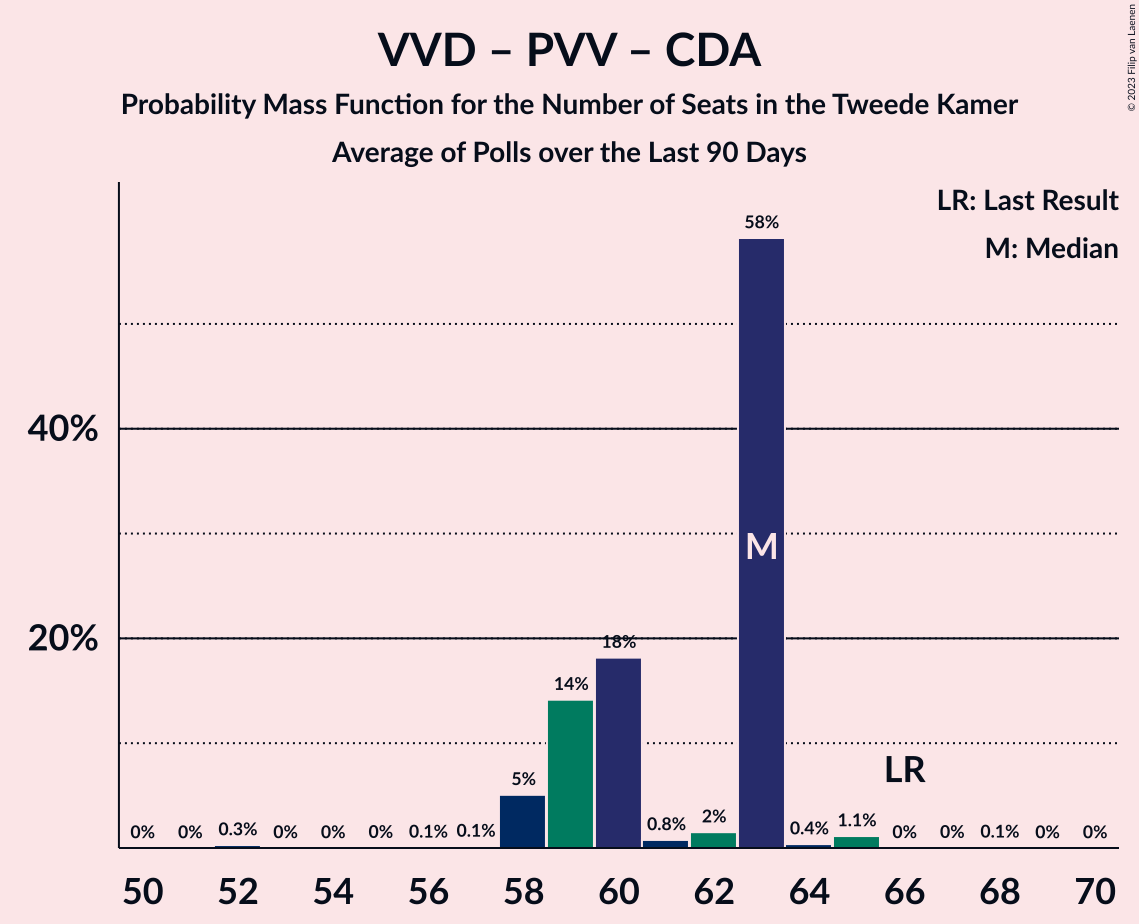 VVD – PVV – CDA
Probability Mass Function for the Number of Seats in the Tweede Kamer
Average of Polls over the Last 90 Days
© 2023 Filip van Laenen
LR: Last Result
M: Median
58%
40%
M
20%
18%
14%
LR
5%
0% 0% 0.3% 0% 0% 0% 0.1% 0.1% 0.8% 2% 0.4% 1.1% 0% 0% 0.1% 0% 0%
50 52 54 56 58 60 62 64 66 68 70